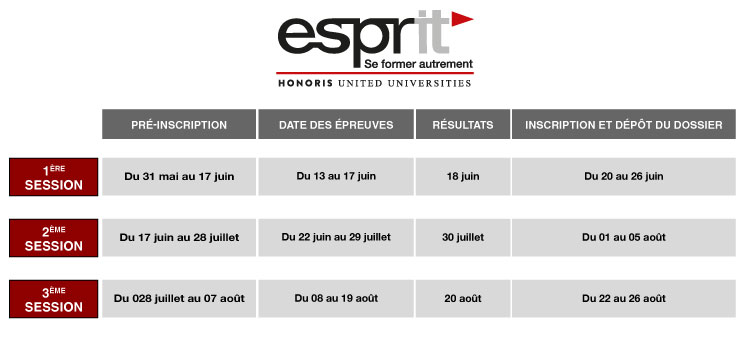 esprit
Se former autrement
HONORIS UNITED UNIVERSITIES
PRÉ-INSCRIPTION DATE DES ÉPREUVES RÉSULTATS INSCRIPTION ET DÉPÔT DU DOSSIER
1ÈRE SESSION Du 31 mai au 17 juin Du 13 au 17 juin 18 juin Du 20 au 26 juin
2ÈME SESSION Du 17 juin au 28 juillet Du 22 juin au 29 juillet 30 juillet Du 01 au 05 août
3ÈME SESSION Du 028 juillet au 07 août Du 08 au 19 août 20 août Du 22 au 26 août